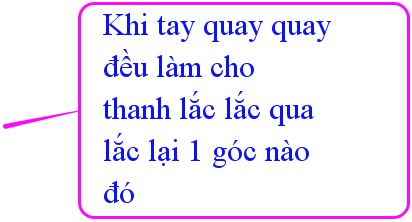 Khi tay quay quay
đều làm cho
thanh lắc lắc qua
lắc lại 1 góc nào
đó